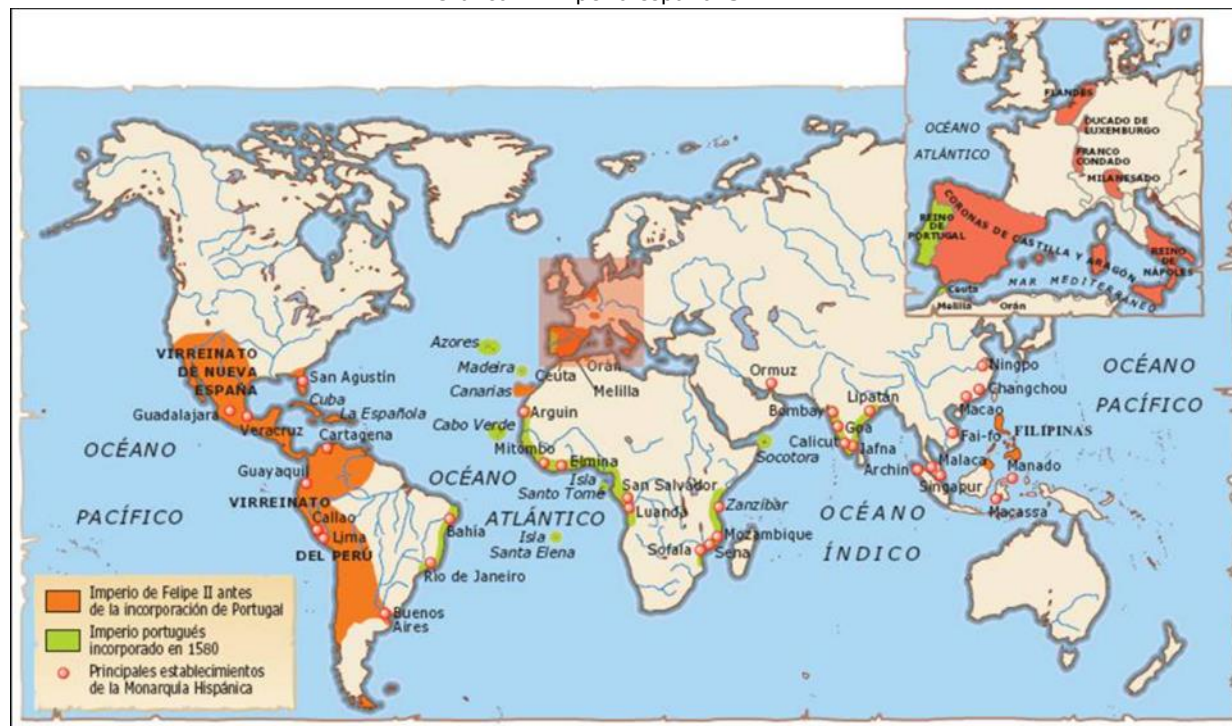 FLANDES
DUCADO DE
LUXEMBURGO
OCÉANO
ATLÁNTICO
FRANCO
CONDADO
MILANESADO
CORONAS DE CASTILLA Y ARAGÓN
REINO
DE
PORTUGAL
REINO
DE
NÁPOLES
MAR MEDITERRÁNEO
Ceuta
Melilla
Orán
VIRREINATO
DE NUEVA
ESPAÑA
San Agustín
Cuba
La Española
Guadalajara
Veracruz
Cartagena
OCÉANO
PACÍFICO
Guayaquil
VIRREINATO
DEL PERÚ
Callao
Lima
Bahía
Río de Janeiro
Buenos
Aires
Azores
Madeira
Canarias
Cabo Verde
Ceuta
Orán
Melilla
Arguin
Mitombo
Elmina
Isla
Santo Tomé
OCÉANO
ATLÁNTICO
Isla
Santa Elena
San Salvador
Luanda
Zanzíbar
Mozambique
Sofala
Sena
Ormuz
Socotora
Bombay
Goa
Calicut
Iafna
Lipatán
OCÉANO
ÍNDICO
Ningpo
Changchou
Macao
Fai-fo
FILÍPINAS
Archin
Malaca
Singapur
Manado
Macassa
OCÉANO
PACÍFICO
Imperio de Felipe II antes
de la incorporación de Portugal
Imperio portugués
incorporado en 1580
Principales establecimientos
de la Monarquía Hispánica